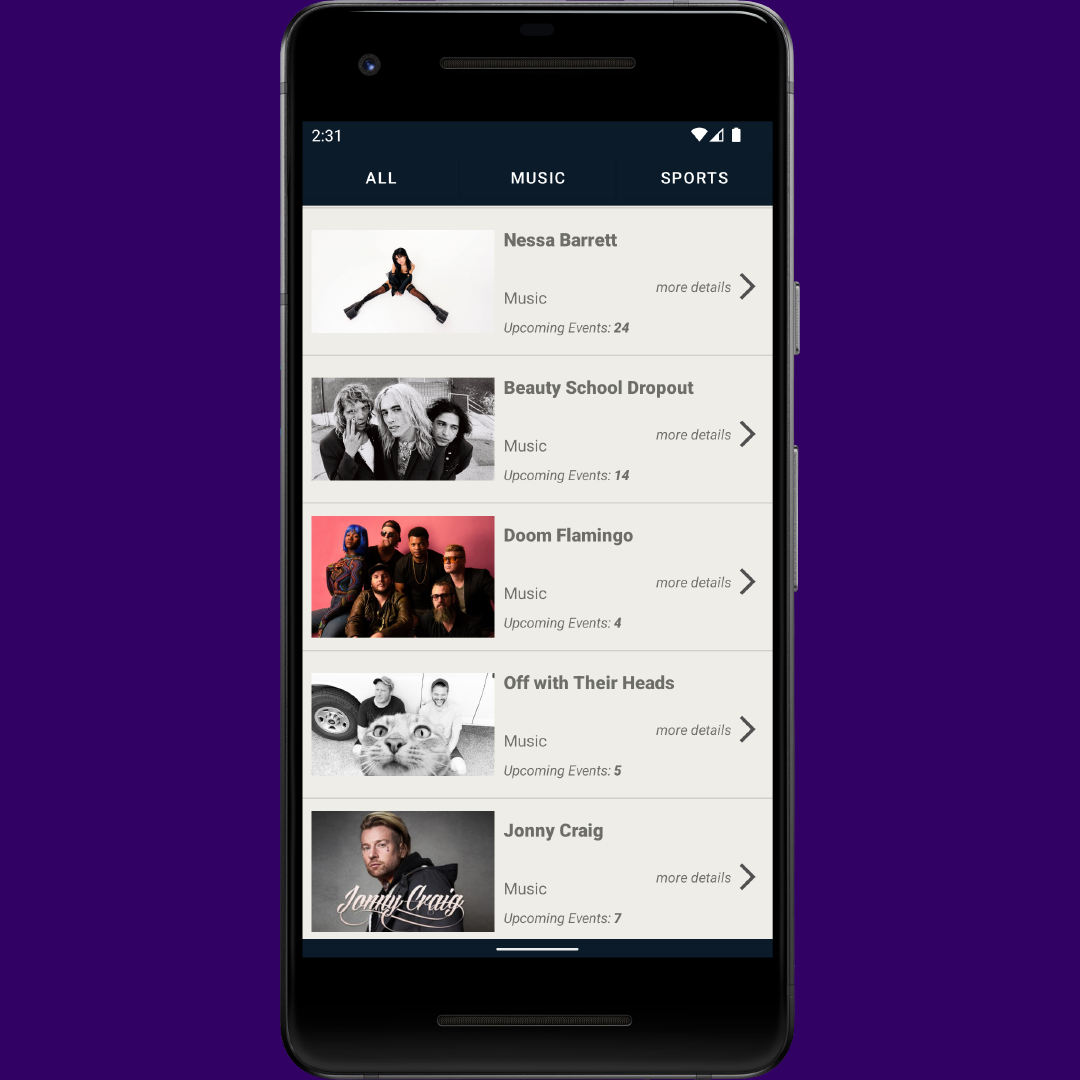 2:31
ALL MUSIC SPORTS
Nessa Barrett
more details
Music
Upcoming Events: 24
Beauty School Dropout
more details
Music
Upcoming Events: 14
Doom Flamingo
more details
Music
Upcoming Events: 4
Off with Their Heads
more details
Music
Upcoming Events: 5
Jonny Craig
more details
Jonny Craig
Music
Upcoming Events: 7